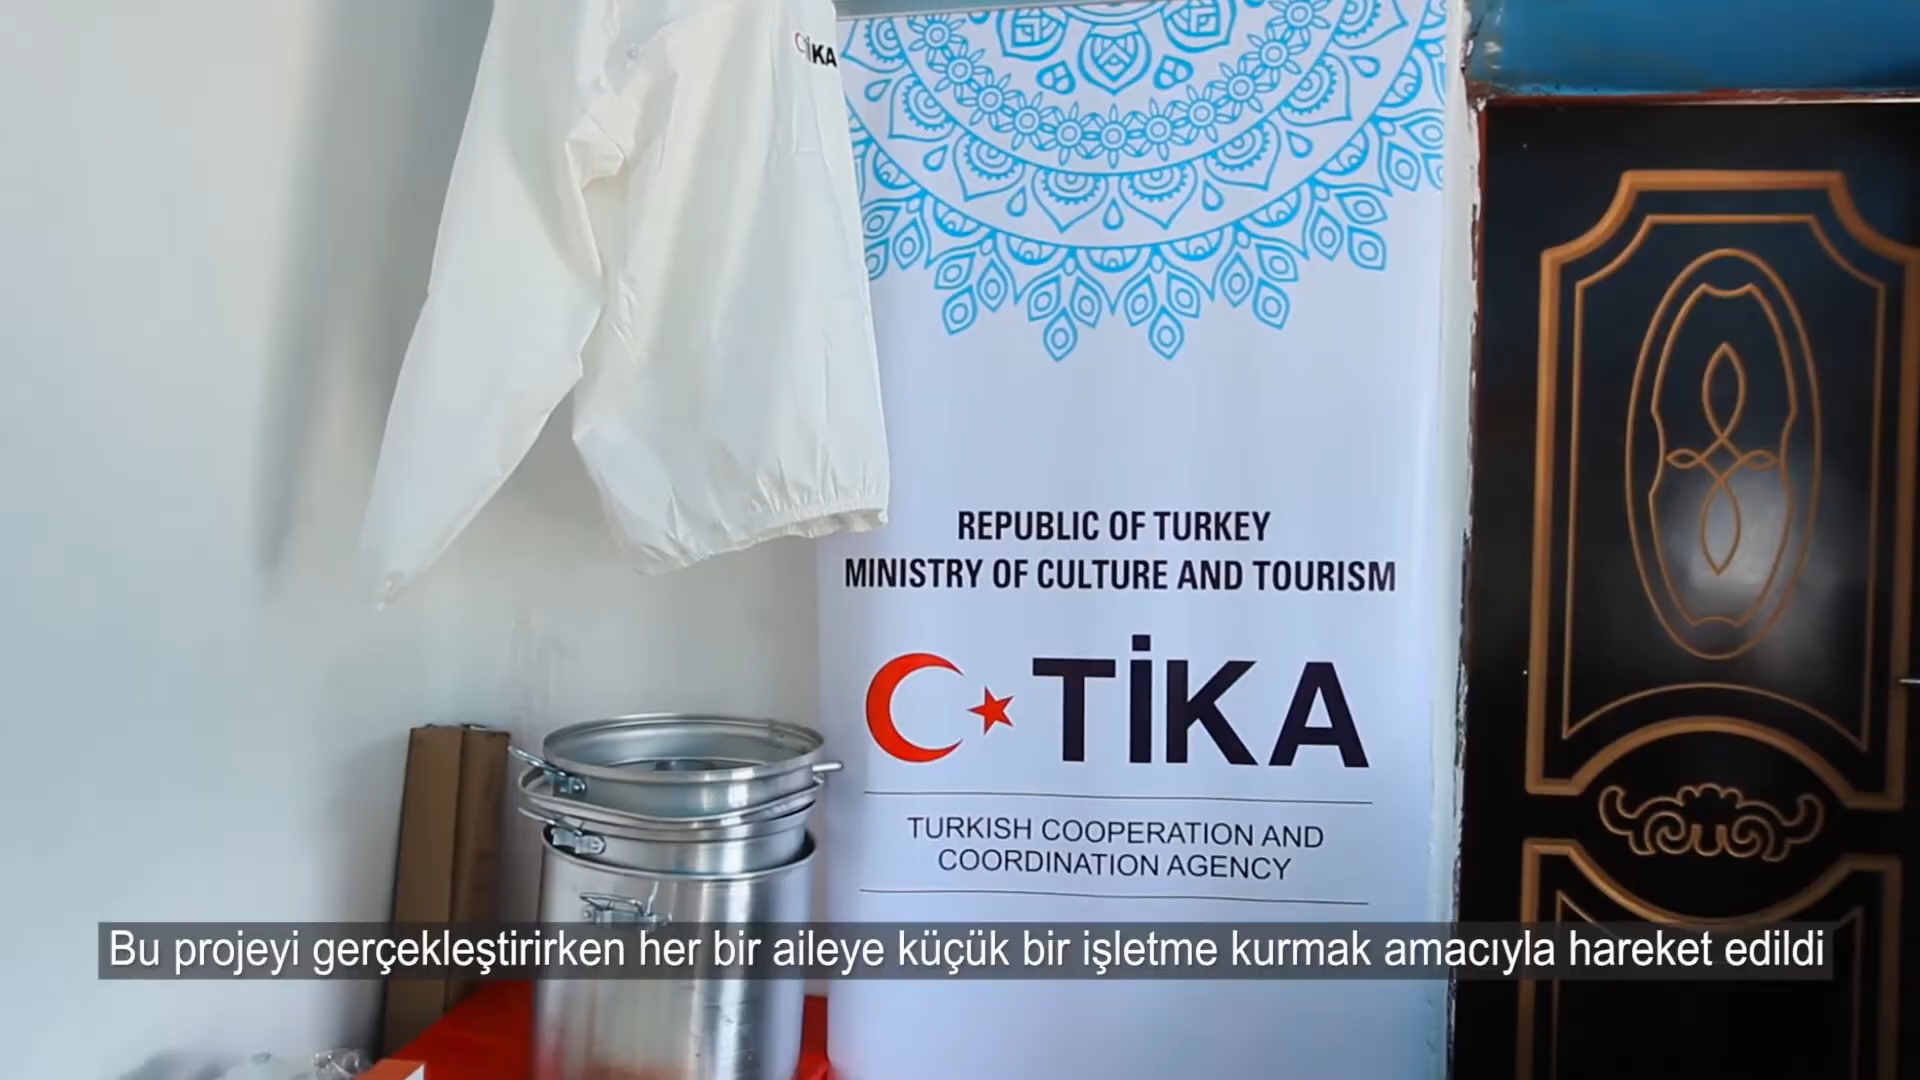 TİKA
REPUBLIC OF TURKEY
MINISTRY OF CULTURE AND TOURISM
TİKA
TURKISH COOPERATION AND
COORDINATION AGENCY
Bu projeyi gerçekleştirirken her bir aileye küçük bir işletme kurmak amacıyla hareket edildi